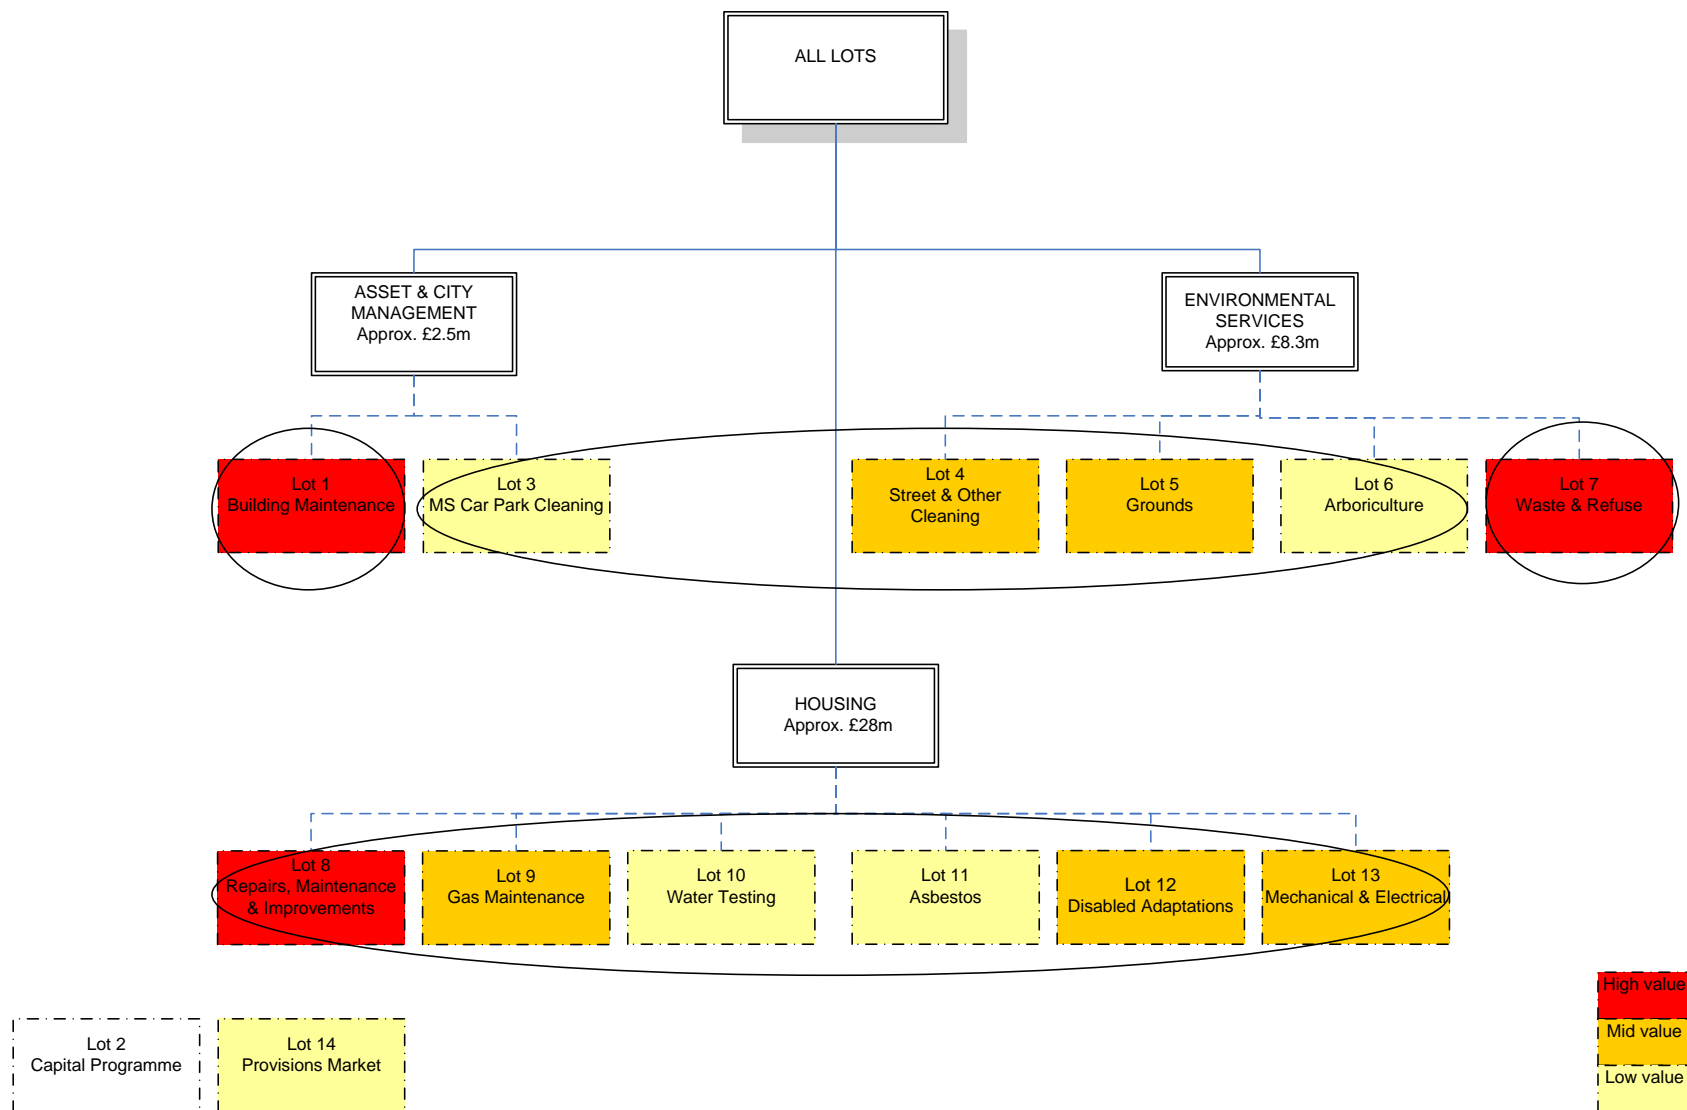 ALL LOTS
ASSET & CITY
MANAGEMENT
Approx. £2.5m
ENVIRONMENTAL
SERVICES
Approx. £8.3m
Lot 1
Building Maintenance
Lot 3
MS Car Park Cleaning
Lot 4
Street & Other
Cleaning
Lot 5
Grounds
Lot 6
Arboriculture
Lot 7
Waste & Refuse
HOUSING
Approx. £28m
Lot 8
Repairs, Maintenance
& Improvements
Lot 9
Gas Maintenance
Lot 10
Water Testing
Lot 11
Asbestos
Lot 12
Disabled Adaptations
Lot 13
Mechanical & Electrical
Lot 2
Capital Programme
Lot 14
Provisions Market
High value
Mid value
Low value